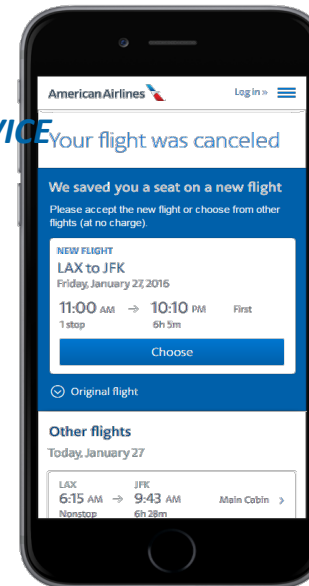 American Airlines
Log in »
VICE
Your flight was canceled
We saved you a seat on a new flight
Please accept the new flight or choose from other
flights (at no charge).
NEW FLIGHT
LAX to JFK
Friday, January 27, 2016
11:00 AM → 10:10 PM First
1 stop 6h 5m
Choose
Original flight
Other flights
Today, January 27
LAX JFK
6:15 AM → 9:43 AM Main Cabin >
Nonstop 6h 28m